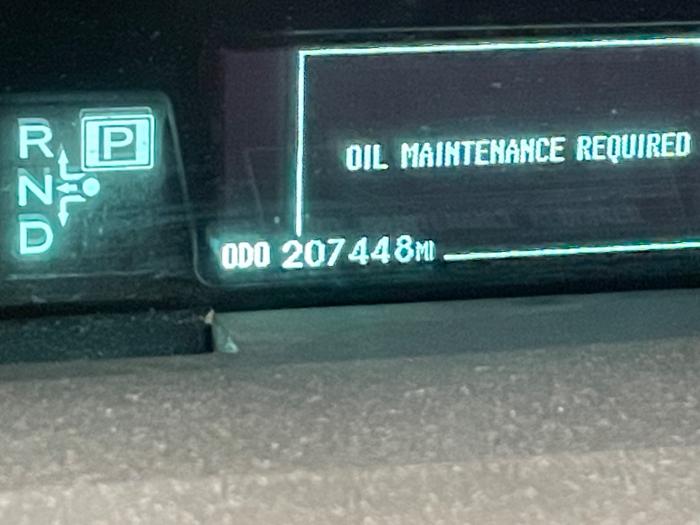 R P
N
D
OIL MAINTENANCE REQUIRED
ODO 207448MI